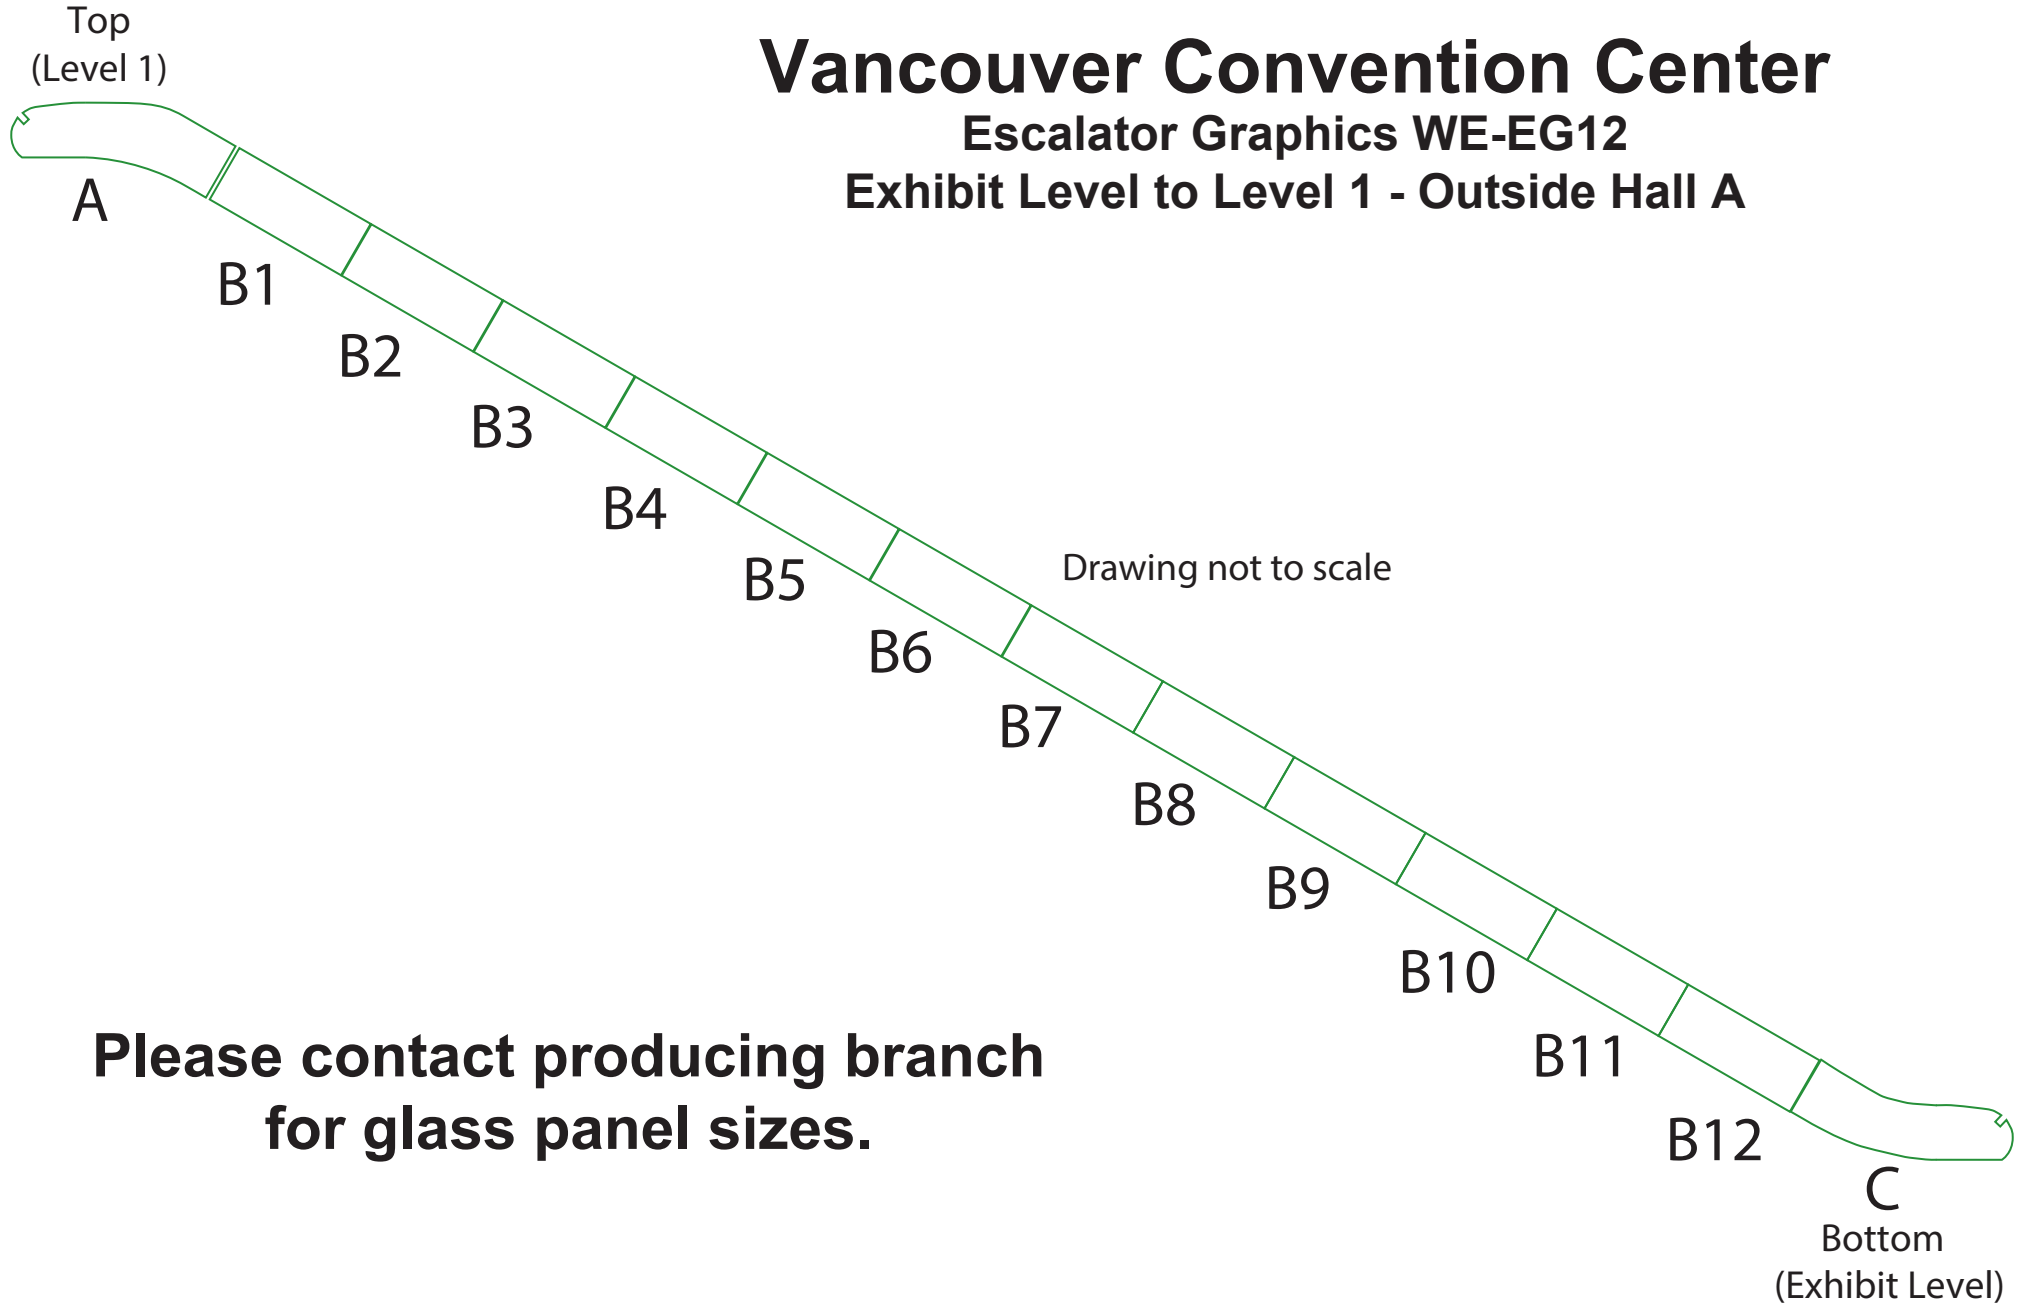 Top
(Level 1)
Vancouver Convention Center
Escalator Graphics WE-EG12
Exhibit Level to Level 1 - Outside Hall A
A
B1
B2
B3
B4
B5
Drawing not to scale
B6
B7
B8
B9
B10
B11
B12
Please contact producing branch
for glass panel sizes.
C
Bottom
(Exhibit Level)